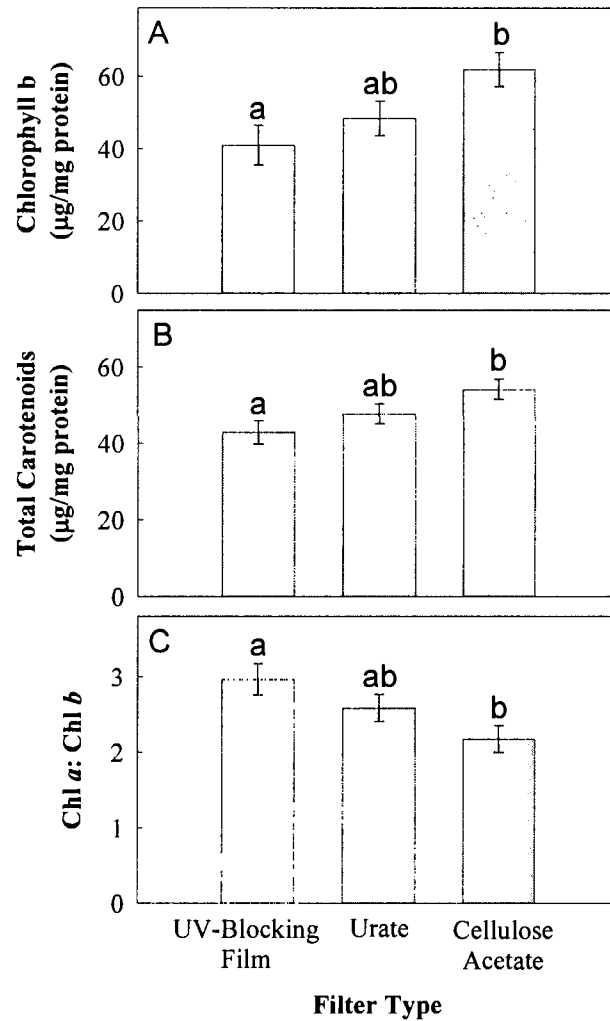 A
Chlorophyll b
(µg/mg protein)
60
40
20
0
a
ab
b
B
Total Carotenoids
(µg/mg protein)
60
40
20
0
a
ab
b
C
Chl a: Chl b
3
2
1
0
a
ab
b
UV-Blocking
Film
Urate
Cellulose
Acetate
Filter Type